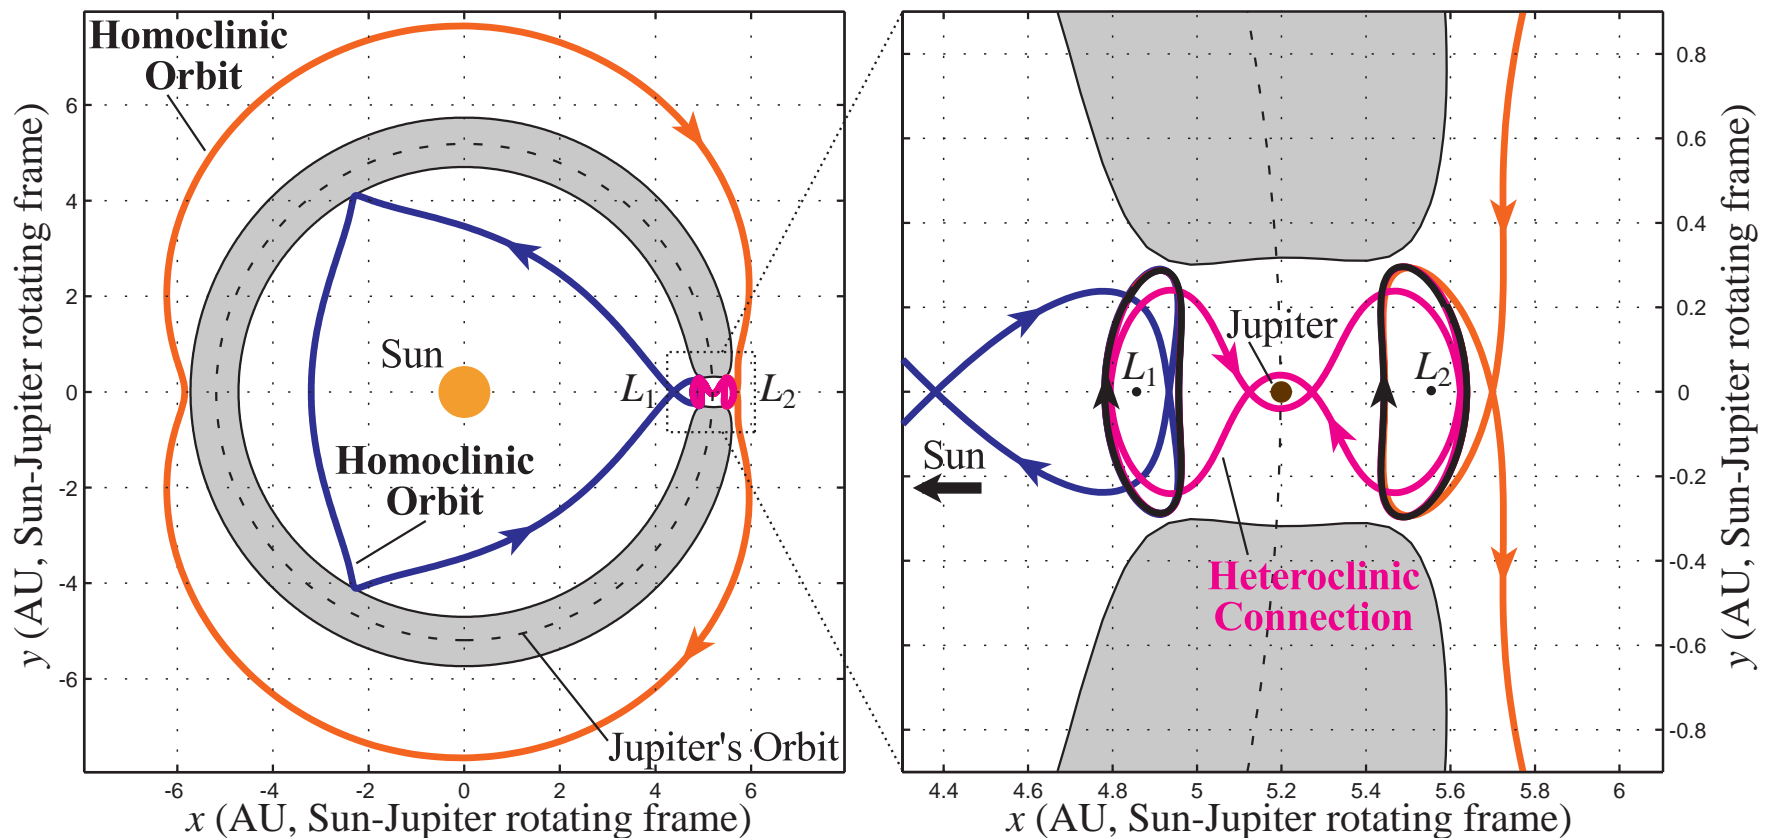 Homoclinic
Orbit
Sun
L1
L2
Homoclinic
Orbit
Jupiter's Orbit
6
4
2
0
-2
-4
-6
-6
-4
-2
0
2
4
6
y (AU, Sun-Jupiter rotating frame)
x (AU, Sun-Jupiter rotating frame)
Jupiter
L1
L2
Sun
Heteroclinic
Connection
0.8
0.6
0.4
0.2
0
-0.2
-0.4
-0.6
-0.8
4.4
4.6
4.8
5
5.2
5.4
5.6
5.8
6
y (AU, Sun-Jupiter rotating frame)
x (AU, Sun-Jupiter rotating frame)